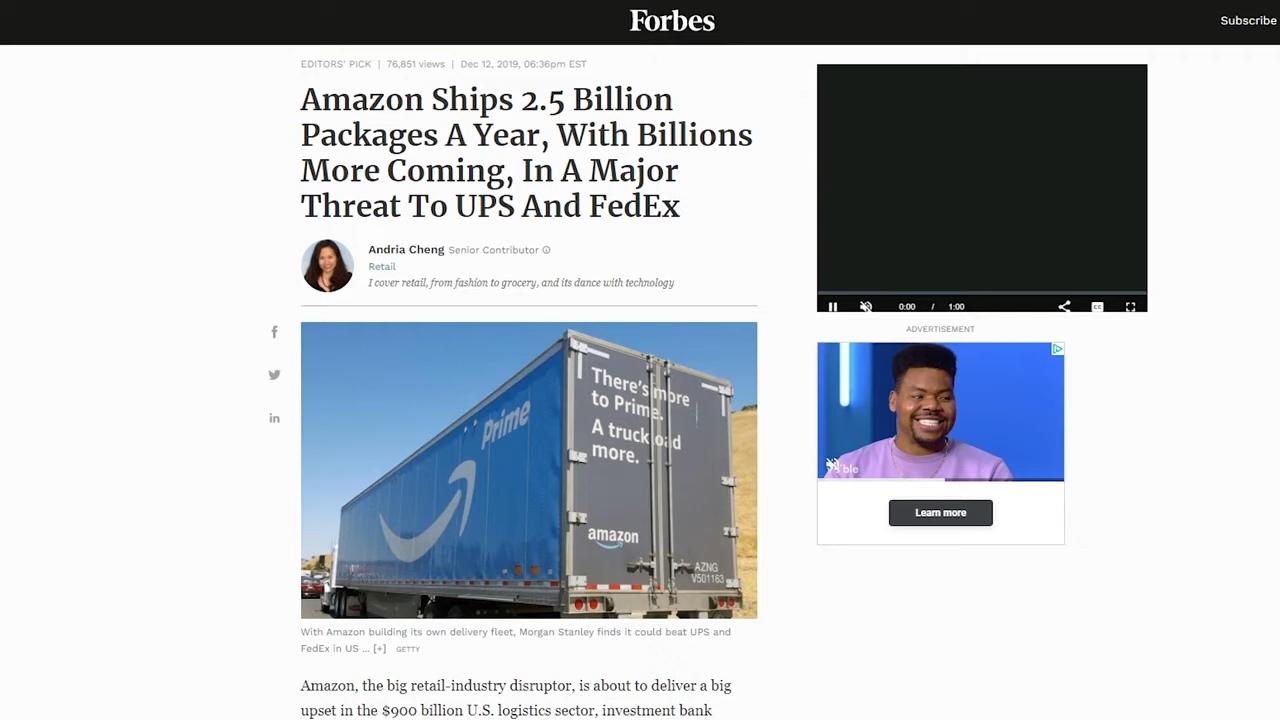 Forbes
Subscribe
EDITORS' PICK | 76,851 views | Dec 12, 2019, 06:36pm EST
Amazon Ships 2.5 Billion
Packages A Year, With Billions
More Coming, In A Major
Threat To UPS And FedEx
Andria Cheng Senior Contributor
Retail
I cover retail, from fashion to grocery, and its dance with technology
Prime
There's more
to Prime.
A truckload
more.
amazon
AZNG
V501163
With Amazon building its own delivery fleet, Morgan Stanley finds it could beat UPS and
FedEx in US ... [+] GETTY
Amazon, the big retail-industry disruptor, is about to deliver a big
upset in the $900 billion U.S. logistics sector, investment bank
0:00 / 1:00
CC
ADVERTISEMENT
Learn more